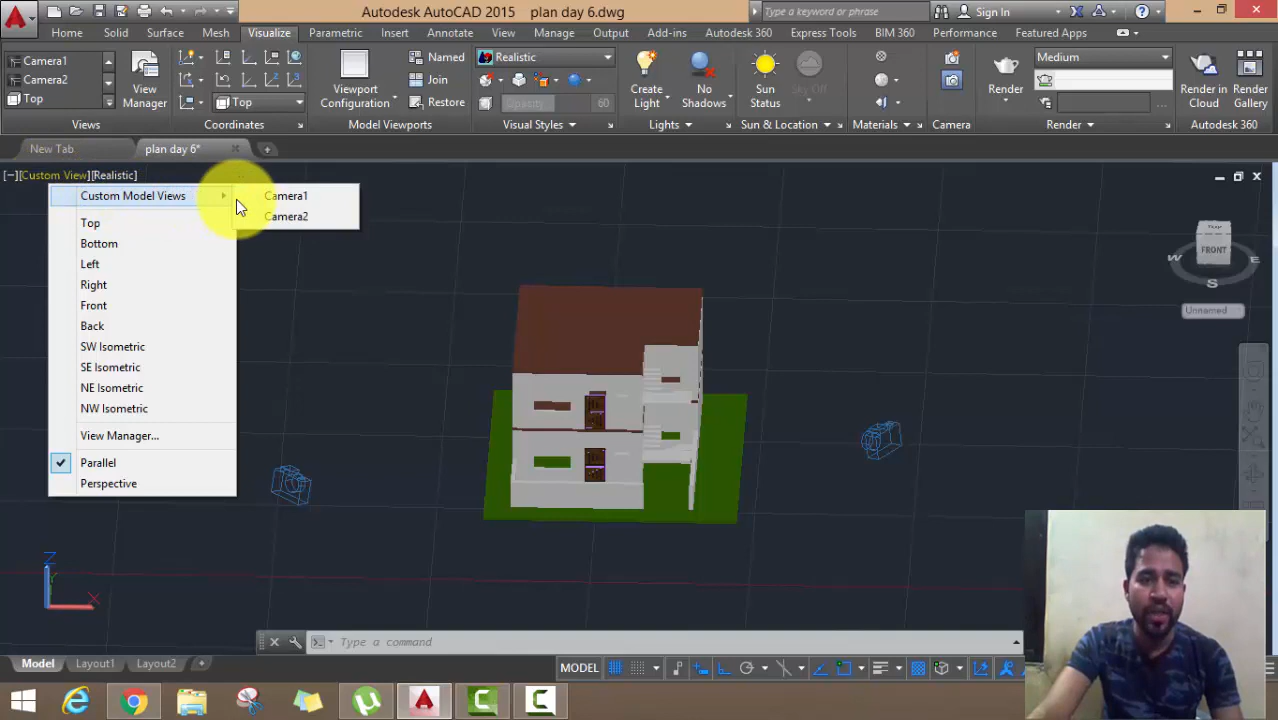 Autodesk AutoCAD 2015 plan day 6.dwg
Type a keyword or phrase
Sign In
Home Solid Surface Mesh Visualize Parametric Insert Annotate View Manage Output Add-ins Autodesk 360 Express Tools BIM 360 Performance Featured Apps
Camera1
Camera2
Top
View Manager
Top
Viewport Configuration
Named
Join
Restore
Realistic
Opacity 60
Create Light
No Shadows
Sun Status
Sky Off
Medium
Render
Render in Cloud
Render Gallery
Views Coordinates Model Viewports Visual Styles Lights Sun & Location Materials Camera Render Autodesk 360
New Tab plan day 6*
[−][Custom View][Realistic]
Custom Model Views
Camera1
Camera2
Top
Bottom
Left
Right
Front
Back
SW Isometric
SE Isometric
NE Isometric
NW Isometric
View Manager...
Parallel
Perspective
Top
FRONT
W
E
S
Unnamed
Z
Y
X
Type a command
Model Layout1 Layout2
MODEL